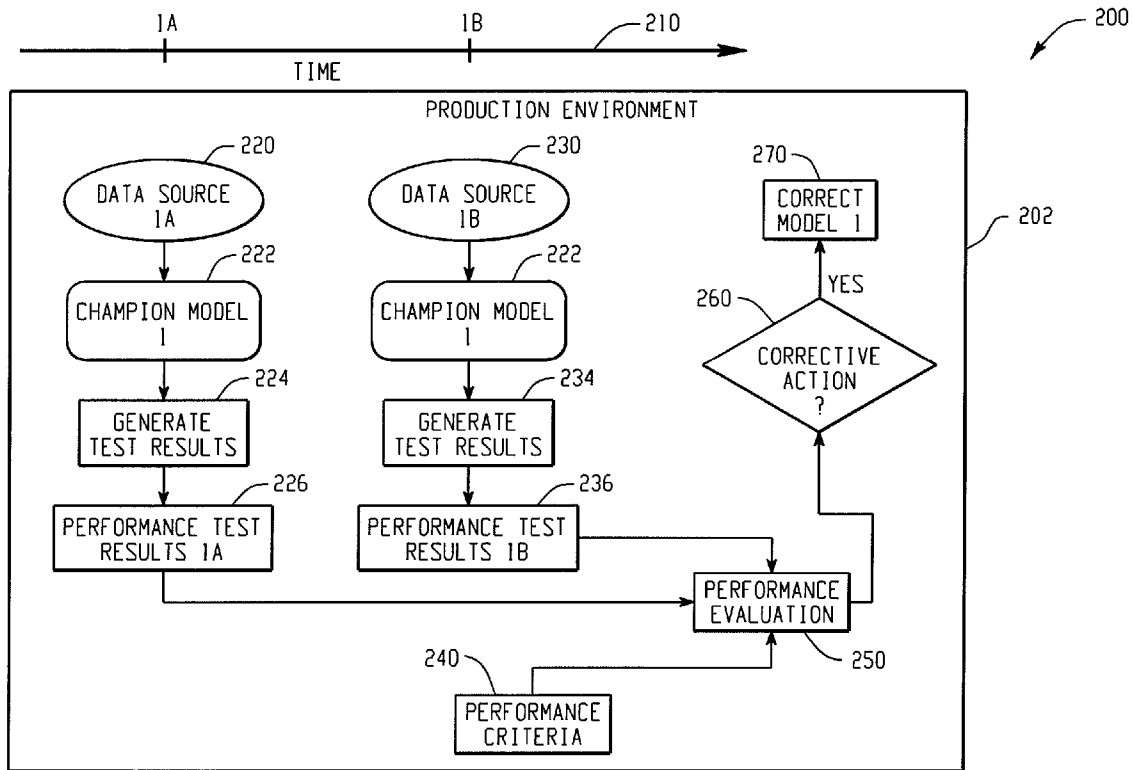 1A
1B
210
200
TIME
PRODUCTION ENVIRONMENT
220
230
270
DATA SOURCE
1A
DATA SOURCE
1B
CORRECT
MODEL 1
202
222
222
CHAMPION MODEL
1
CHAMPION MODEL
1
YES
260
CORRECTIVE
ACTION
?
224
234
GENERATE
TEST RESULTS
GENERATE
TEST RESULTS
226
236
PERFORMANCE TEST
RESULTS 1A
PERFORMANCE TEST
RESULTS 1B
PERFORMANCE
EVALUATION
240
250
PERFORMANCE
CRITERIA